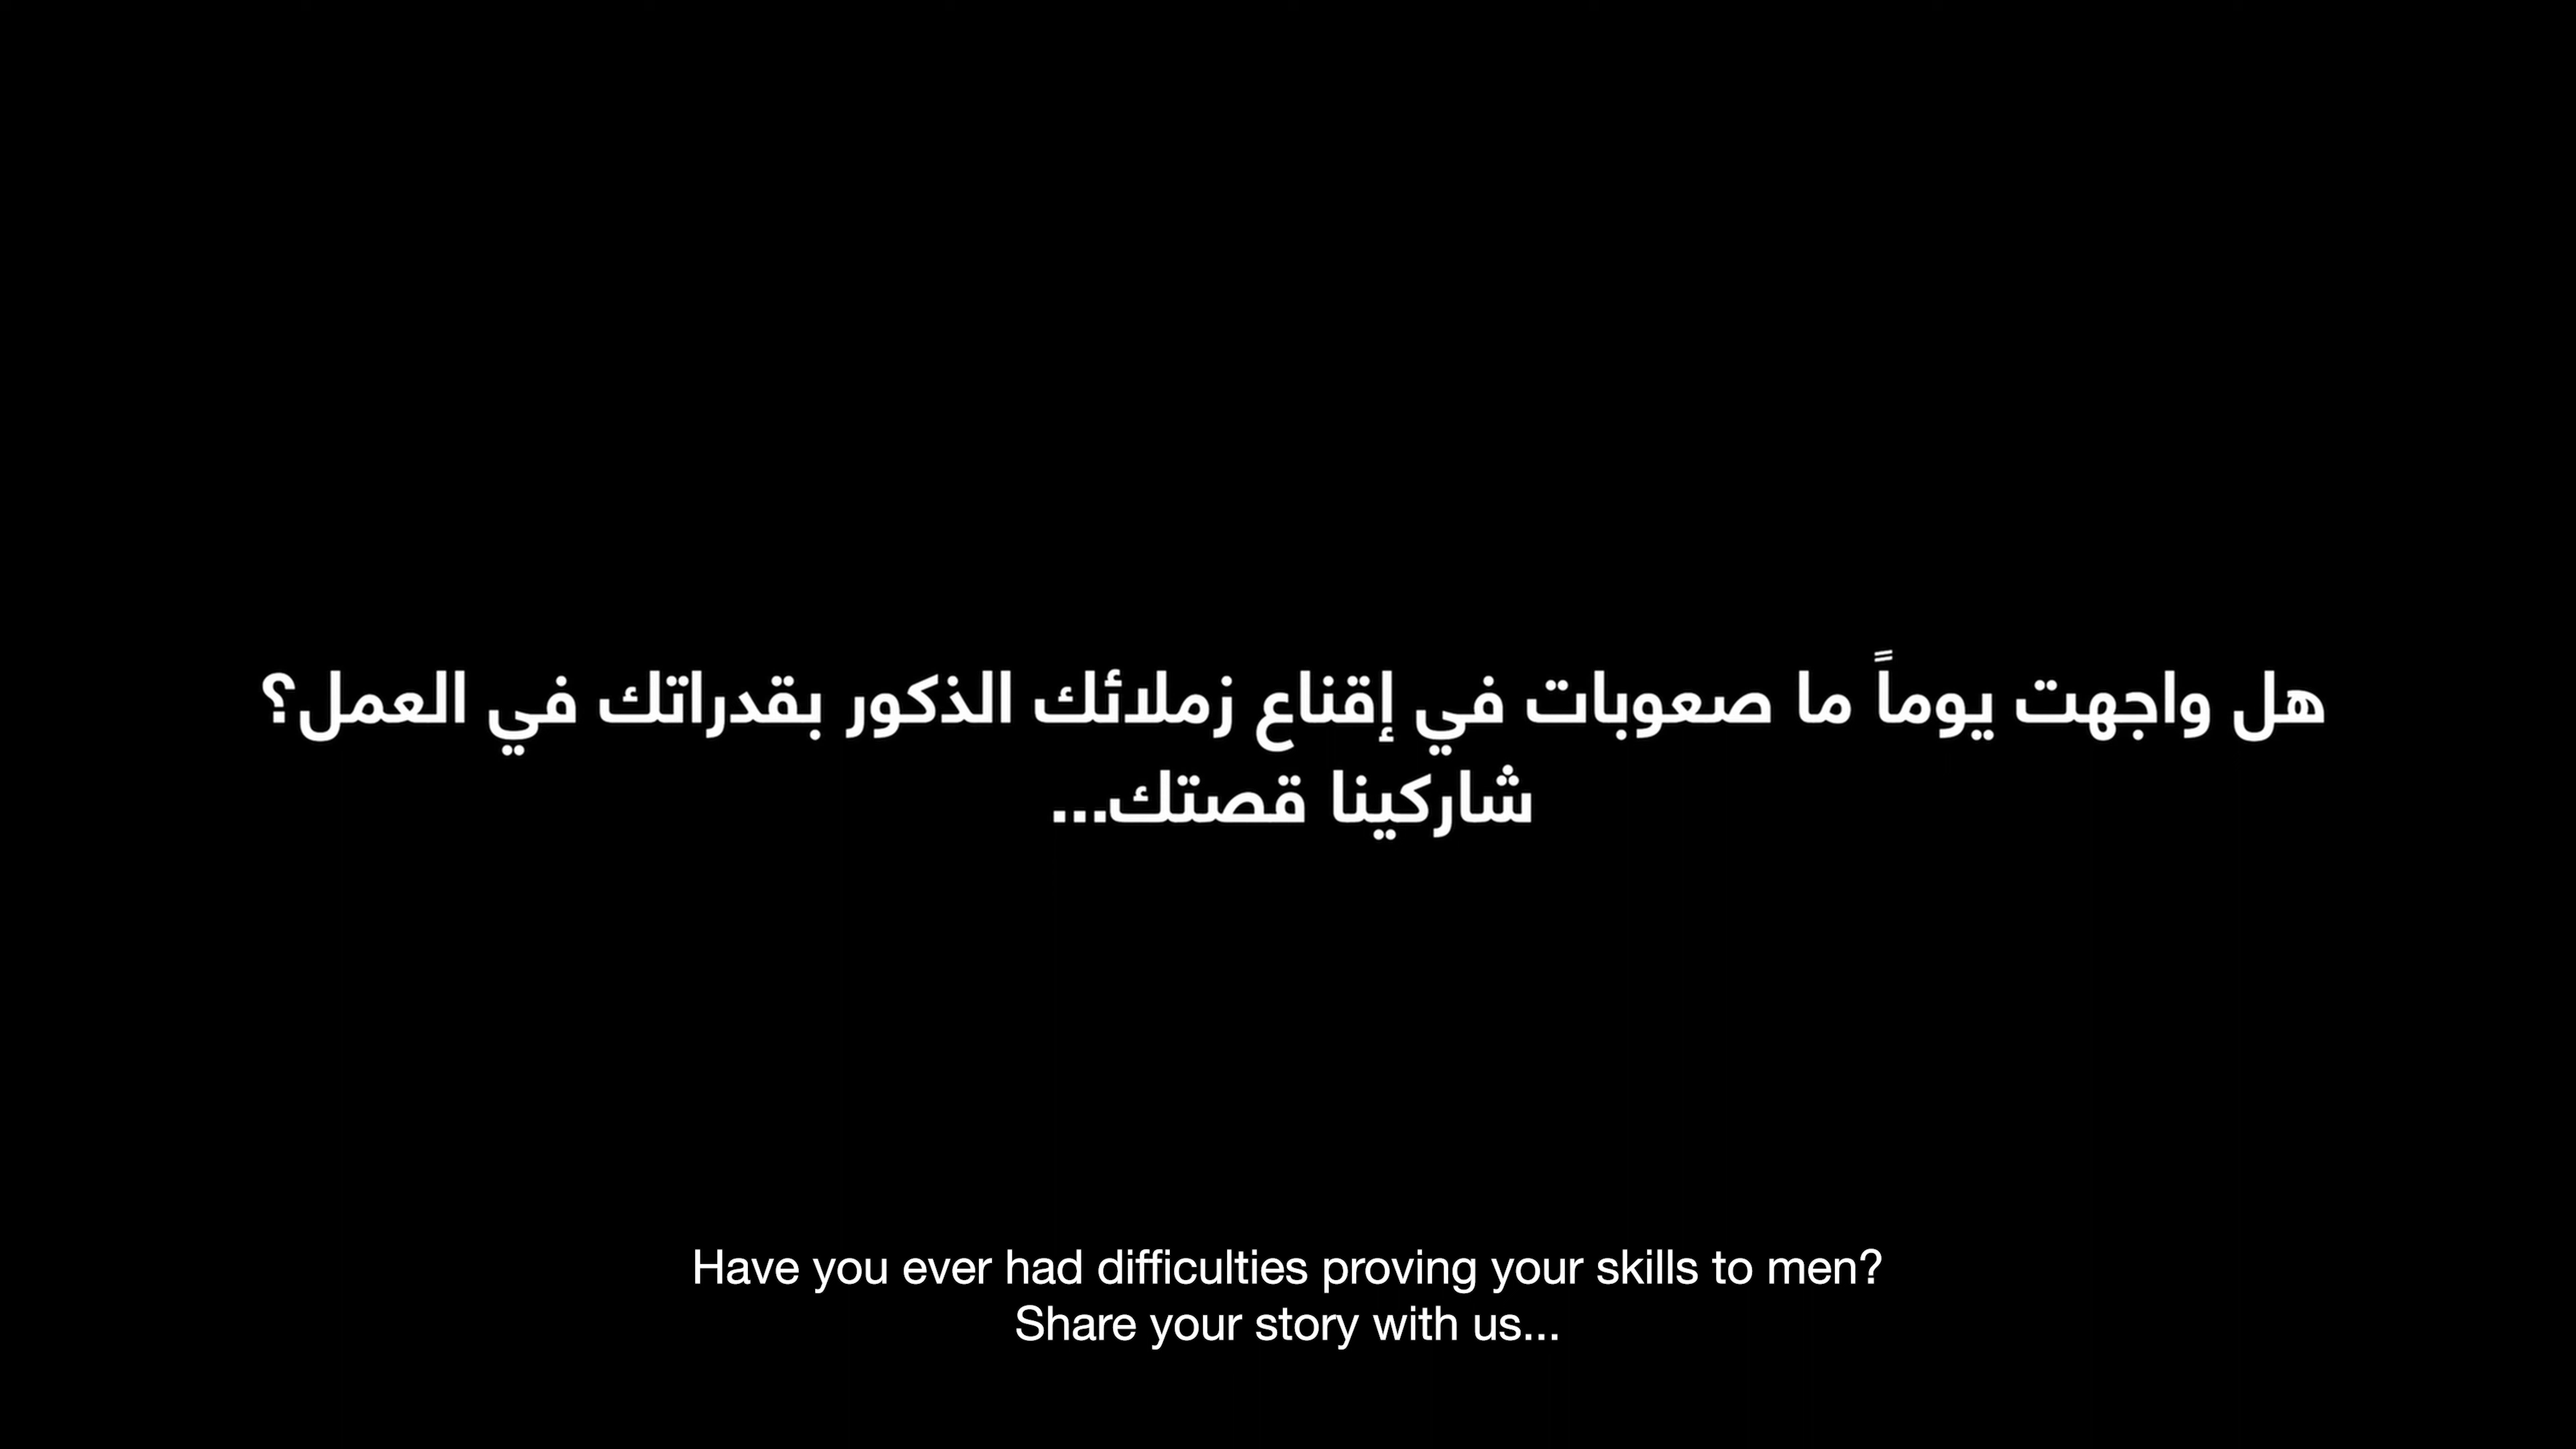 هل واجهت يوماً ما صعوبات في إقناع زملائك الذكور بقدراتك في العمل؟
شاركينا قصتك...
Have you ever had difficulties proving your skills to men?
Share your story with us...